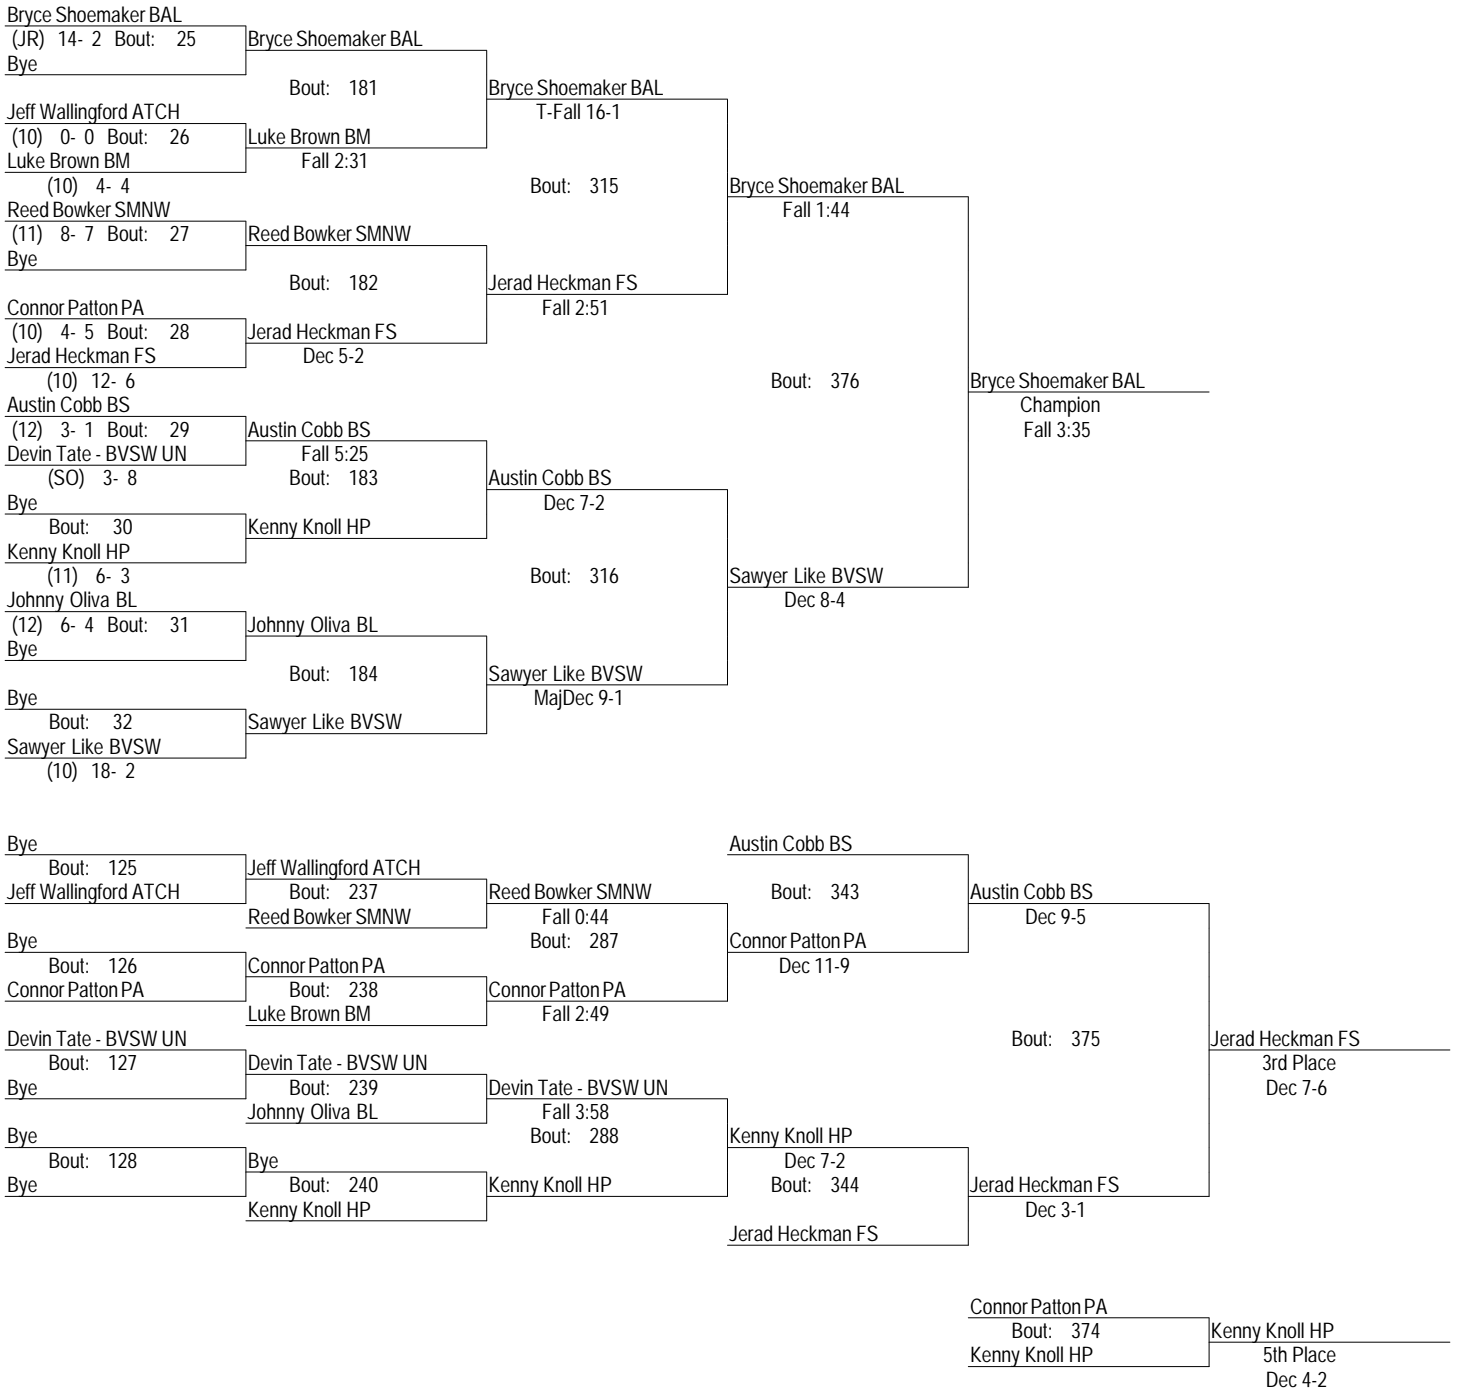 Bryce Shoemaker BAL
(JR) 14- 2 Bout: 25
Bye
Bryce Shoemaker BAL
Bout: 181
Bryce Shoemaker BAL
T-Fall 16-1
Jeff Wallingford ATCH
(10) 0- 0 Bout: 26
Luke Brown BM
(10) 4- 4
Luke Brown BM
Fall 2:31
Bout: 315
Bryce Shoemaker BAL
Fall 1:44
Reed Bowker SMNW
(11) 8- 7 Bout: 27
Bye
Reed Bowker SMNW
Bout: 182
Jerad Heckman FS
Fall 2:51
Connor Patton PA
(10) 4- 5 Bout: 28
Jerad Heckman FS
(10) 12- 6
Jerad Heckman FS
Dec 5-2
Bout: 376
Bryce Shoemaker BAL
Champion
Fall 3:35
Austin Cobb BS
(12) 3- 1 Bout: 29
Devin Tate - BVSW UN
(SO) 3- 8
Austin Cobb BS
Fall 5:25
Bout: 183
Austin Cobb BS
Dec 7-2
Bye
Bout: 30
Kenny Knoll HP
(11) 6- 3
Kenny Knoll HP
Bout: 316
Sawyer Like BVSW
Dec 8-4
Johnny Oliva BL
(12) 6- 4 Bout: 31
Bye
Johnny Oliva BL
Bout: 184
Sawyer Like BVSW
MajDec 9-1
Bye
Bout: 32
Sawyer Like BVSW
(10) 18- 2
Sawyer Like BVSW
Bye
Bout: 125
Jeff Wallingford ATCH
Jeff Wallingford ATCH
Bout: 237
Reed Bowker SMNW
Reed Bowker SMNW
Fall 0:44
Bout: 287
Bye
Bout: 126
Connor Patton PA
Connor Patton PA
Bout: 238
Luke Brown BM
Connor Patton PA
Fall 2:49
Austin Cobb BS
Bout: 343
Connor Patton PA
Dec 11-9
Austin Cobb BS
Dec 9-5
Devin Tate - BVSW UN
Bout: 127
Bye
Devin Tate - BVSW UN
Bout: 239
Johnny Oliva BL
Devin Tate - BVSW UN
Fall 3:58
Bout: 288
Bye
Bout: 128
Bye
Bye
Bout: 240
Kenny Knoll HP
Kenny Knoll HP
Kenny Knoll HP
Dec 7-2
Bout: 344
Jerad Heckman FS
Jerad Heckman FS
Dec 3-1
Bout: 375
Jerad Heckman FS
3rd Place
Dec 7-6
Connor Patton PA
Bout: 374
Kenny Knoll HP
Kenny Knoll HP
5th Place
Dec 4-2